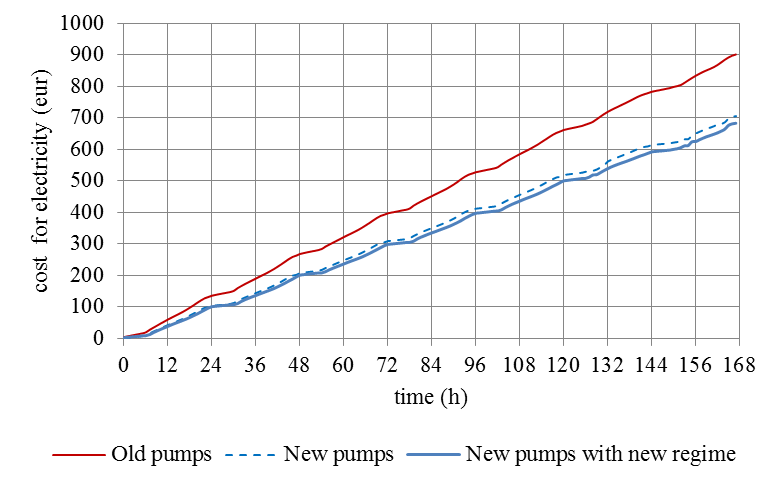 1000
900
800
700
600
500
400
300
200
100
0
cost for electricity (eur)
0 12 24 36 48 60 72 84 96 108 120 132 144 156 168
time (h)
Old pumps New pumps New pumps with new regime